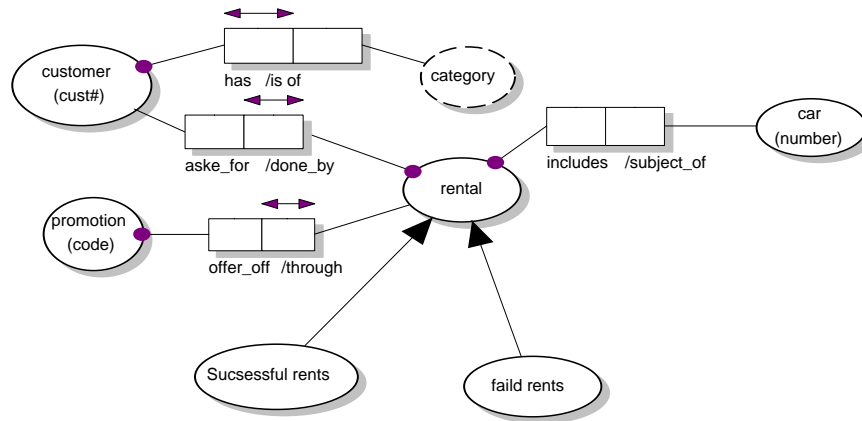 customer
(cust#)
has /is of
category
aske_for /done_by
car
(number)
includes /subject_of
rental
promotion
(code)
offer_off /through
Sucsessful rents
faild rents